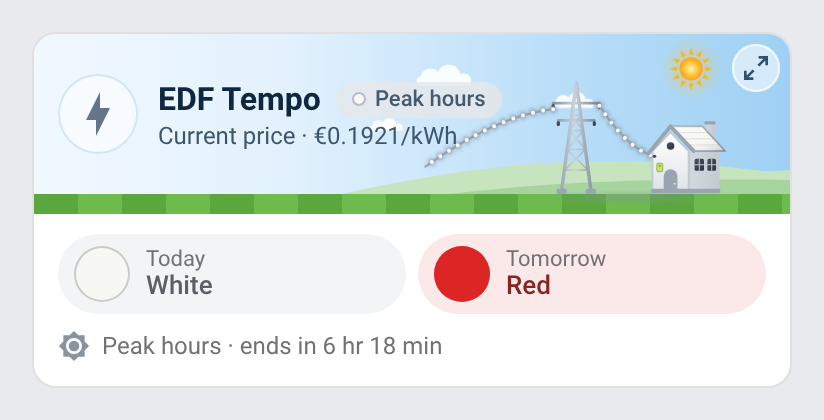 EDF Tempo
Peak hours
Current price · €0.1921/kWh
Today
White
Tomorrow
Red
Peak hours · ends in 6 hr 18 min